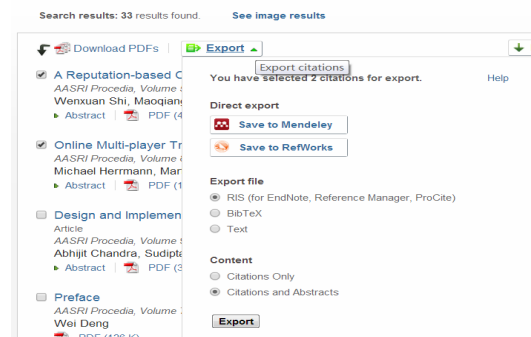 Search results: 33 results found. See image results
Download PDFs Export
Export citations
A Reputation-based
AASRI Procedia, Volume
Wenxuan Shi, Maoqiang
Abstract PDF (4
Online Multi-player Tr
AASRI Procedia, Volume
Michael Herrmann, Mar
Abstract PDF (1
Design and Implemen
Article
AASRI Procedia, Volume
Abhijit Chandra, Sudipta
Abstract PDF (3
Preface
AASRI Procedia, Volume
Wei Deng
You have selected 2 citations for export. Help
Direct export
Save to Mendeley
Save to RefWorks
Export file
RIS (for EndNote, Reference Manager, ProCite)
BibTeX
Text
Content
Citations Only
Citations and Abstracts
Export